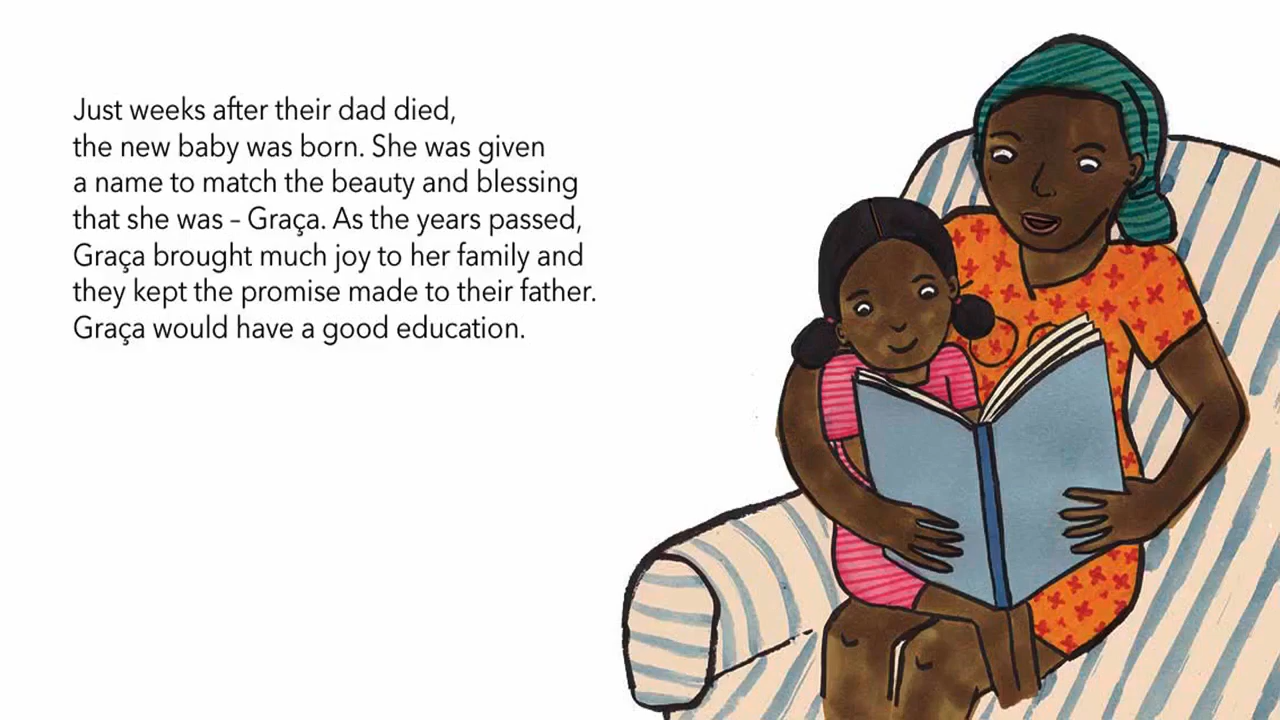 Just weeks after their dad died,
the new baby was born. She was given
a name to match the beauty and blessing
that she was – Graça. As the years passed,
Graça brought much joy to her family and
they kept the promise made to their father.
Graça would have a good education.